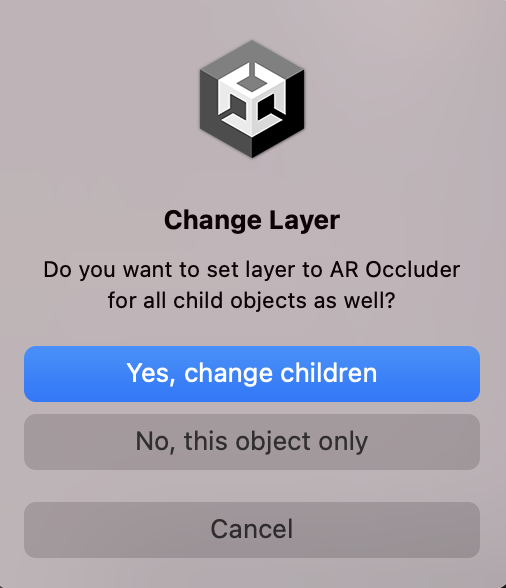 Change Layer
Do you want to set layer to AR Occluder
for all child objects as well?
Yes, change children
No, this object only
Cancel